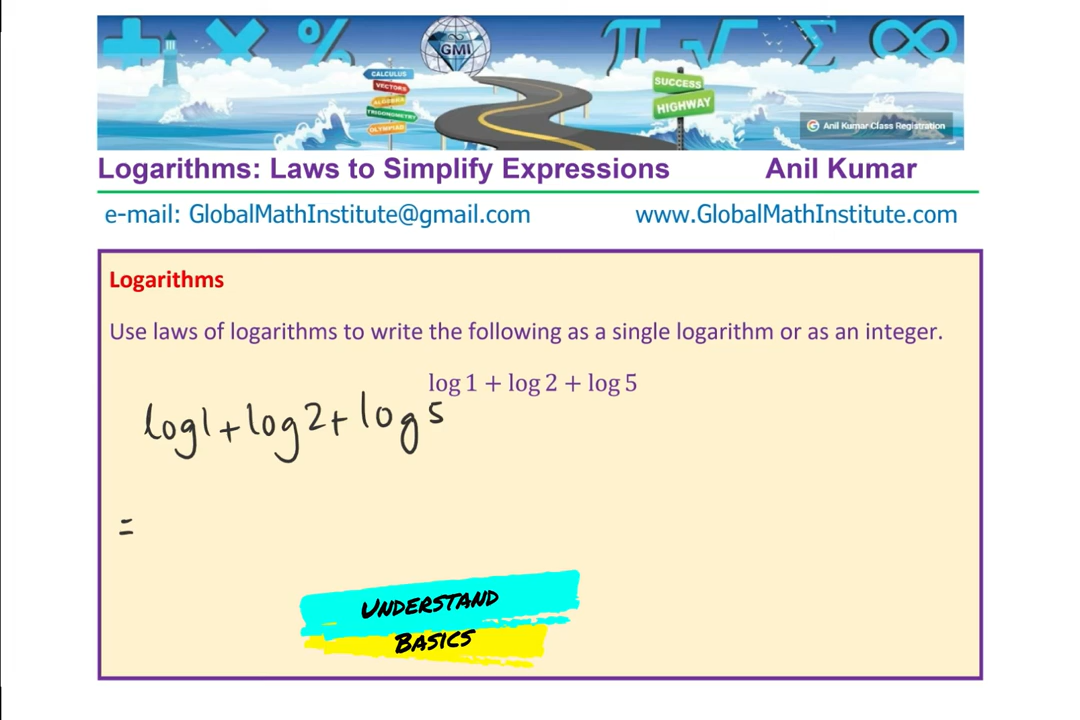 GMI
CALCULUS
VECTORS
ALGEBRA
TRIGONOMETRY
OLYMPIAD
SUCCESS
HIGHWAY
Anil Kumar Class Registration
Logarithms: Laws to Simplify Expressions Anil Kumar
e-mail: GlobalMathInstitute@gmail.com www.GlobalMathInstitute.com
Logarithms
Use laws of logarithms to write the following as a single logarithm or as an integer.
log 1 + log 2 + log 5
log1 + log2 + log5
=
UNDERSTAND
BASICS